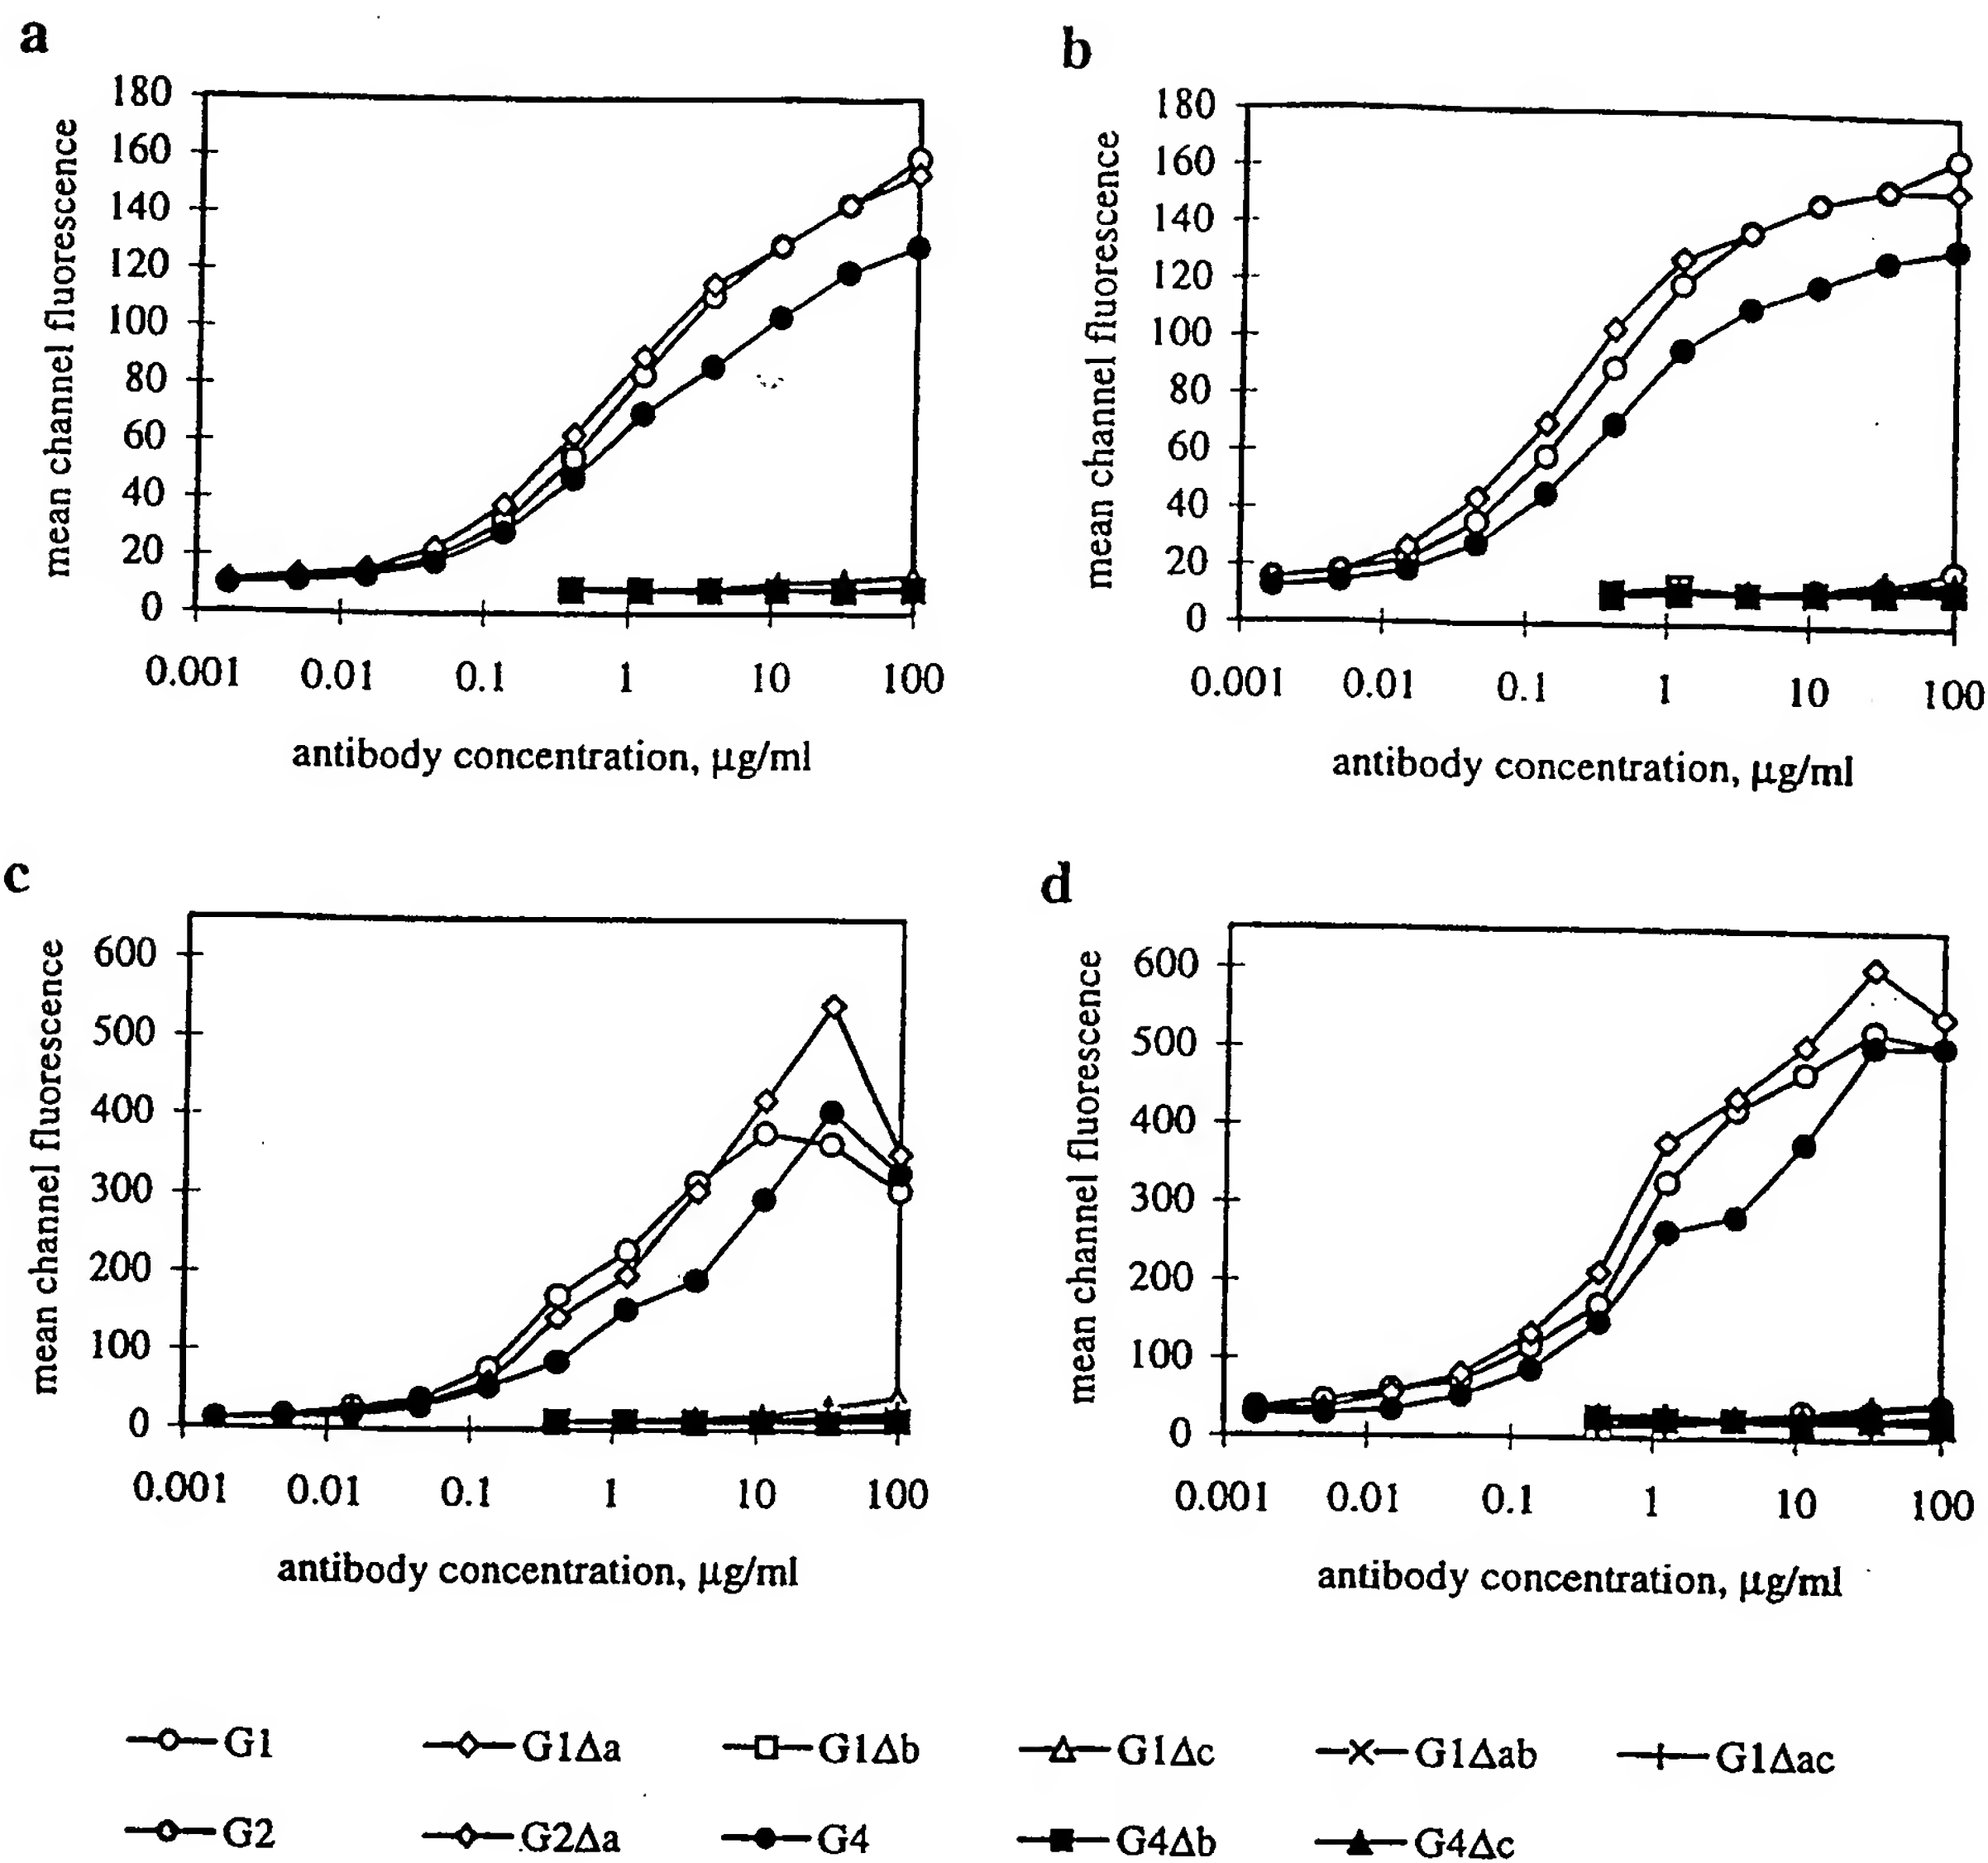 a
180
160
140
120
100
80
60
40
20
0
mean channel fluorescence
0.001 0.01 0.1 1 10 100
antibody concentration, μg/ml
b
180
160
140
120
100
80
60
40
20
0
mean channel fluorescence
0.001 0.01 0.1 1 10 100
antibody concentration, μg/ml
c
600
500
400
300
200
100
0
mean channel fluorescence
0.001 0.01 0.1 1 10 100
antibody concentration, μg/ml
d
600
500
400
300
200
100
0
mean channel fluorescence
0.001 0.01 0.1 1 10 100
antibody concentration, μg/ml
G1 G1Δa G1Δb G1Δc G1Δab G1Δac
G2 G2Δa G4 G4Δb G4Δc